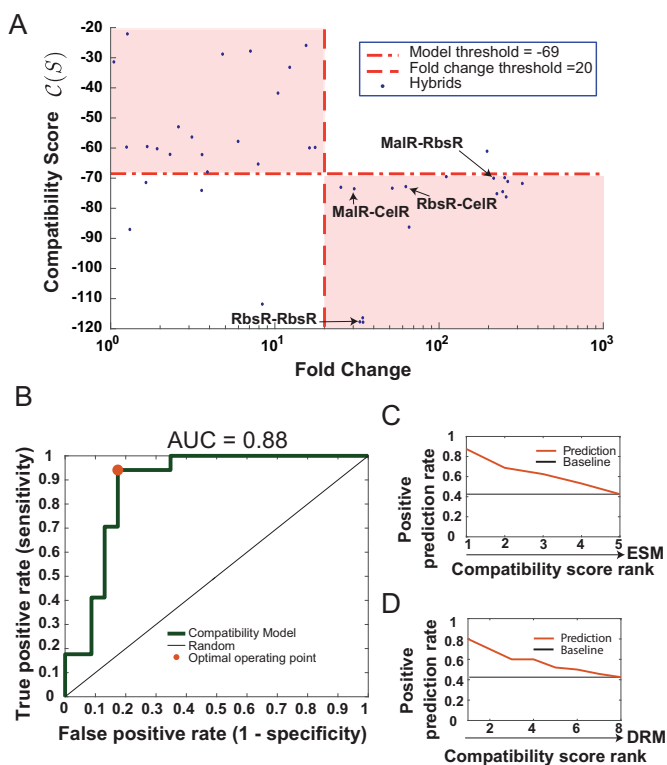 A
Compatibility Score C(S)
-20
-30
-40
-50
-60
-70
-80
-90
-100
-110
-120
Model threshold = -69
Fold change threshold =20
Hybrids
MalR-RbsR
MalR-CelR
RbsR-CelR
RbsR-RbsR
10^0 10^1 10^2 10^3
Fold Change
B
AUC = 0.88
True positive rate (sensitivity)
1
0.9
0.8
0.7
0.6
0.5
0.4
0.3
0.2
0.1
0
Compatibility Model
Random
Optimal operating point
0 0.1 0.2 0.3 0.4 0.5 0.6 0.7 0.8 0.9 1
False positive rate (1 - specificity)
C
Positive
prediction rate
1
0.8
0.6
0.4
0.2
0
Prediction
Baseline
1 2 3 4 5
ESM
Compatibility score rank
D
Positive
prediction rate
1
0.8
0.6
0.4
0.2
0
Prediction
Baseline
2 4 6 8
DRM
Compatibility score rank